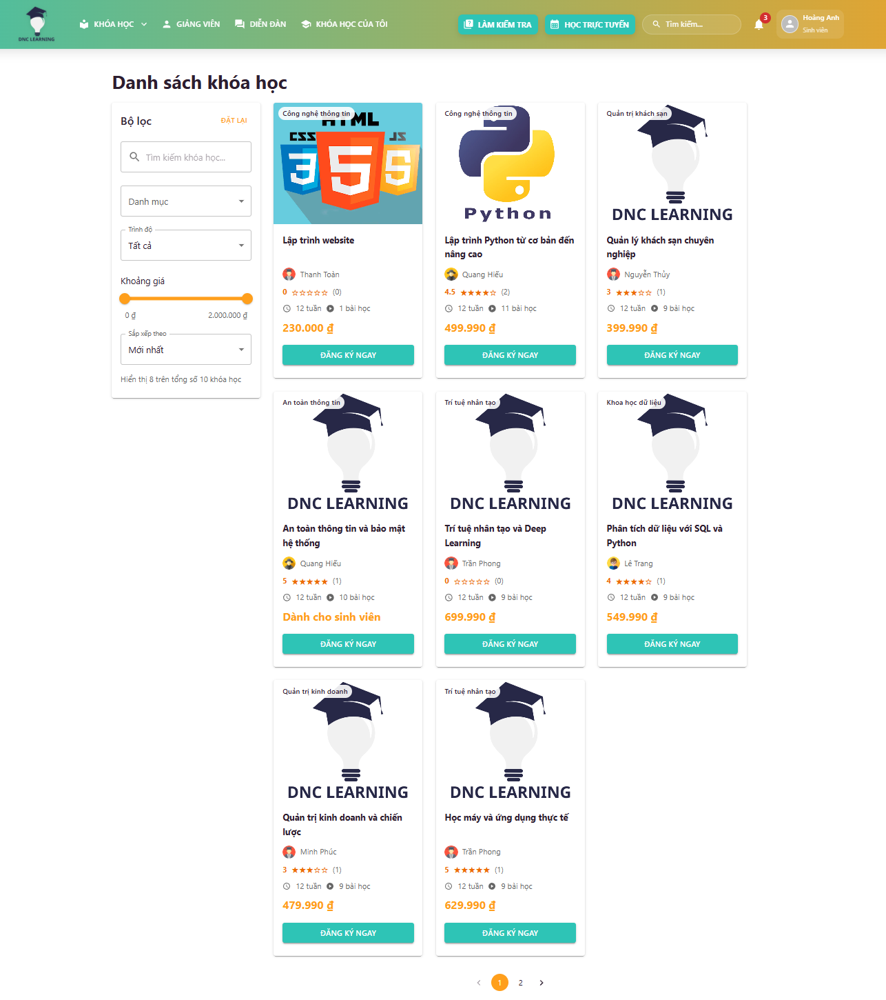 DNC LEARNING
KHÓA HỌC
GIẢNG VIÊN
DIỄN ĐÀN
KHÓA HỌC CỦA TÔI
LÀM KIỂM TRA
HỌC TRỰC TUYẾN
Tìm kiếm...
3
Hoàng Anh
Sinh viên
Danh sách khóa học
Bộ lọc
ĐẶT LẠI
Tìm kiếm khóa học...
Danh mục
Trình độ
Tất cả
Khoảng giá
0 ₫
2.000.000 ₫
Sắp xếp theo
Mới nhất
Hiển thị 8 trên tổng số 10 khóa học
Công nghệ thông tin
HTML
CSS
JS
3
5
5
Lập trình website
Thanh Toàn
0
(0)
12 tuần
1 bài học
230.000 ₫
ĐĂNG KÝ NGAY
Công nghệ thông tin
Python
Lập trình Python từ cơ bản đến
nâng cao
Quang Hiếu
4.5
(2)
12 tuần
11 bài học
499.990 ₫
ĐĂNG KÝ NGAY
Quản trị khách sạn
DNC LEARNING
Quản lý khách sạn chuyên
nghiệp
Nguyễn Thủy
3
(1)
12 tuần
9 bài học
399.990 ₫
ĐĂNG KÝ NGAY
An toàn thông tin
DNC LEARNING
An toàn thông tin và bảo mật
hệ thống
Quang Hiếu
5
(1)
12 tuần
10 bài học
Dành cho sinh viên
ĐĂNG KÝ NGAY
Trí tuệ nhân tạo
DNC LEARNING
Trí tuệ nhân tạo và Deep
Learning
Trần Phong
0
(0)
12 tuần
9 bài học
699.990 ₫
ĐĂNG KÝ NGAY
Khoa học dữ liệu
DNC LEARNING
Phân tích dữ liệu với SQL và
Python
Lê Trang
4
(1)
12 tuần
9 bài học
549.990 ₫
ĐĂNG KÝ NGAY
Quản trị kinh doanh
DNC LEARNING
Quản trị kinh doanh và chiến
lược
Minh Phúc
3
(1)
12 tuần
9 bài học
479.990 ₫
ĐĂNG KÝ NGAY
Trí tuệ nhân tạo
DNC LEARNING
Học máy và ứng dụng thực tế
Trần Phong
5
(1)
12 tuần
9 bài học
629.990 ₫
ĐĂNG KÝ NGAY
1
2